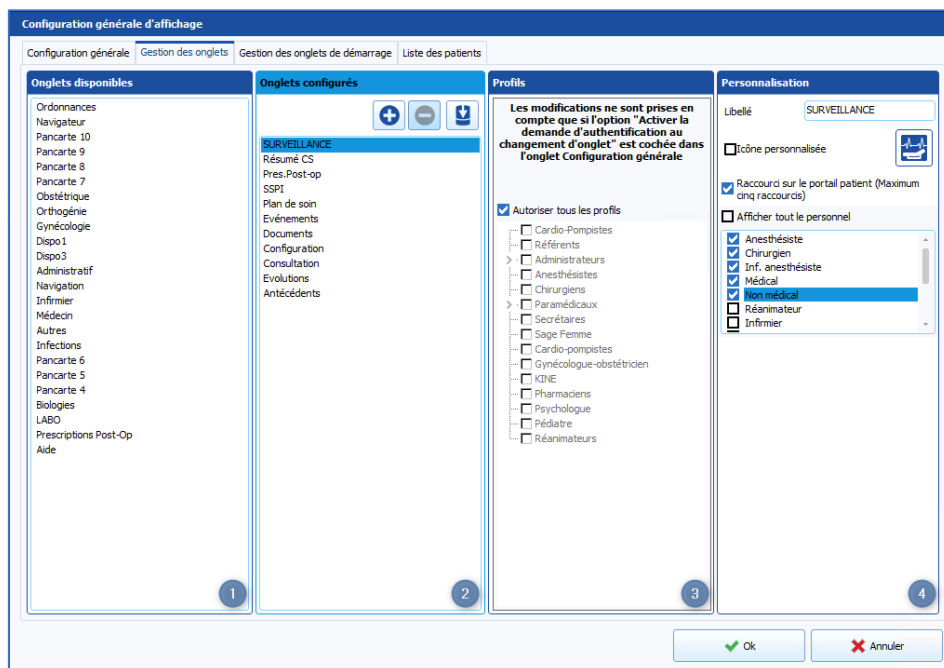 Configuration générale d'affichage
Configuration générale
Gestion des onglets
Gestion des onglets de démarrage
Liste des patients
Onglets disponibles
Ordonnances
Navigateur
Pancarte 10
Pancarte 9
Pancarte 8
Pancarte 7
Obstétrique
Orthogénie
Gynécologie
Dispo1
Dispo3
Administratif
Navigation
Infirmier
Médecin
Autres
Infections
Pancarte 6
Pancarte 5
Pancarte 4
Biologies
LABO
Prescriptions Post-Op
Aide
1
Onglets configurés
SURVEILLANCE
Résumé CS
Pres.Post-op
SSPI
Plan de soin
Evénements
Documents
Configuration
Consultation
Evolutions
Antécédents
2
Profils
Les modifications ne sont prises en
compte que si l'option "Activer la
demande d'authentification au
changement d'onglet" est cochée dans
l'onglet Configuration générale
Autoriser tous les profils
Cardio-Pompistes
Référents
Administrateurs
Anesthésistes
Chirurgiens
Paramédicaux
Secrétaires
Sage Femme
Cardio-pompistes
Gynécologue-obstétricien
KINE
Pharmaciens
Psychologue
Pédiatre
Réanimateurs
3
Personnalisation
Libellé SURVEILLANCE
Icône personnalisée
Raccourci sur le portail patient (Maximum
cinq raccourcis)
Afficher tout le personnel
Anesthésiste
Chirurgien
Inf. anesthésiste
Médical
Non médical
Réanimateur
Infirmier
4
Ok
Annuler